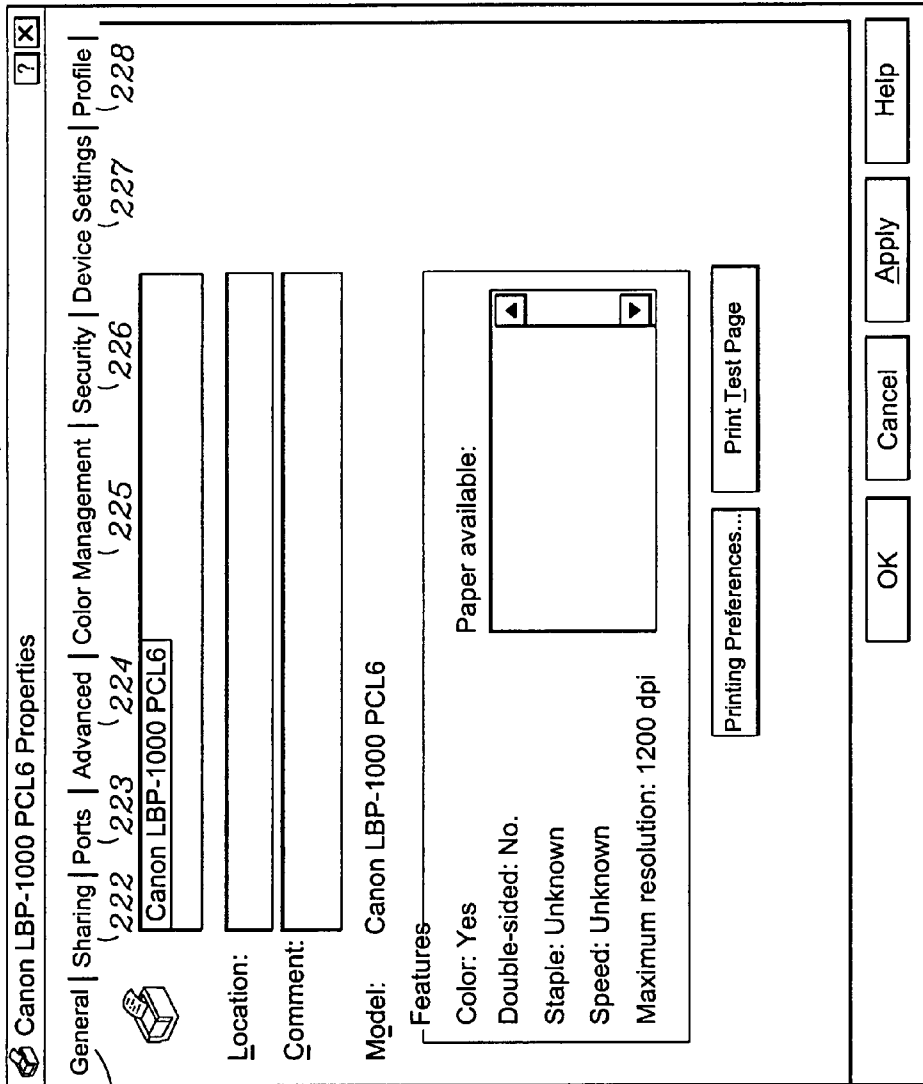 Canon LBP-1000 PCL6 Properties
? X
General | Sharing | Ports | Advanced | Color Management | Security | Device Settings | Profile |
222 223 224 225 226 227 228
Canon LBP-1000 PCL6
Location:
Comment:
Model: Canon LBP-1000 PCL6
Features
Color: Yes
Paper available:
Double-sided: No.
Staple: Unknown
Speed: Unknown
Maximum resolution: 1200 dpi
Printing Preferences... Print Test Page
OK Cancel Apply Help